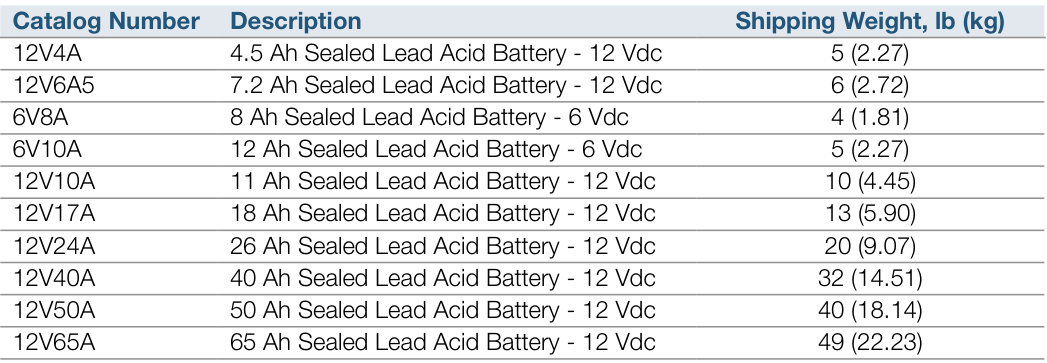 Catalog Number Description Shipping Weight, lb (kg)
12V4A 4.5 Ah Sealed Lead Acid Battery - 12 Vdc 5 (2.27)
12V6A5 7.2 Ah Sealed Lead Acid Battery - 12 Vdc 6 (2.72)
6V8A 8 Ah Sealed Lead Acid Battery - 6 Vdc 4 (1.81)
6V10A 12 Ah Sealed Lead Acid Battery - 6 Vdc 5 (2.27)
12V10A 11 Ah Sealed Lead Acid Battery - 12 Vdc 10 (4.45)
12V17A 18 Ah Sealed Lead Acid Battery - 12 Vdc 13 (5.90)
12V24A 26 Ah Sealed Lead Acid Battery - 12 Vdc 20 (9.07)
12V40A 40 Ah Sealed Lead Acid Battery - 12 Vdc 32 (14.51)
12V50A 50 Ah Sealed Lead Acid Battery - 12 Vdc 40 (18.14)
12V65A 65 Ah Sealed Lead Acid Battery - 12 Vdc 49 (22.23)